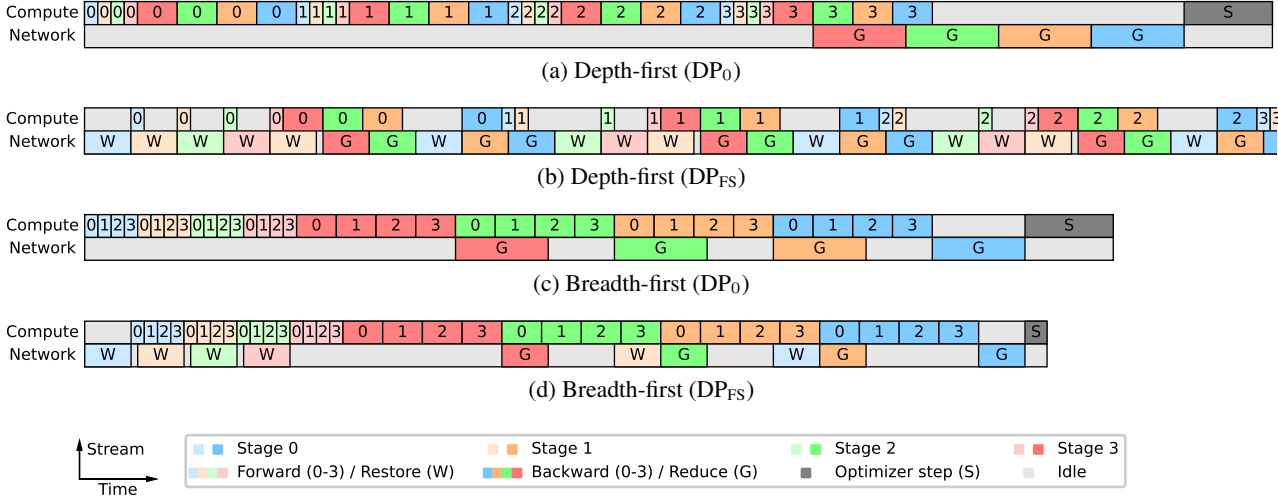 Compute 0 0 0 0 0 0 0 0 1 1 1 1 1 1 1 1 2 2 2 2 2 2 2 2 3 3 3 3 3 3 3 3 S
Network G G G G
(a) Depth-first (DP₀)
Compute 0 0 0 0 0 0 0 0 1 1 1 1 1 1 1 1 2 2 2 2 2 2 2 2 3 3
Network W W W W W G G W G G W W W G G W G G W W W G G W G
(b) Depth-first (DP_FS)
Compute 0 1 2 3 0 1 2 3 0 1 2 3 0 1 2 3 0 1 2 3 0 1 2 3 0 1 2 3 0 1 2 3 S
Network G G G G
(c) Breadth-first (DP₀)
Compute 0 1 2 3 0 1 2 3 0 1 2 3 0 1 2 3 0 1 2 3 0 1 2 3 0 1 2 3 0 1 2 3 S
Network W W W W G W G W G G
(d) Breadth-first (DP_FS)
Stream
Time
Stage 0 Stage 1 Stage 2 Stage 3
Forward (0-3) / Restore (W) Backward (0-3) / Reduce (G) Optimizer step (S) Idle